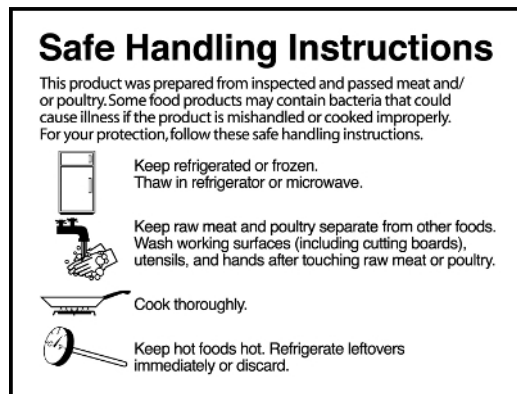 Safe Handling Instructions
This product was prepared from inspected and passed meat and/
or poultry. Some food products may contain bacteria that could
cause illness if the product is mishandled or cooked improperly.
For your protection, follow these safe handling instructions.
Keep refrigerated or frozen.
Thaw in refrigerator or microwave.
Keep raw meat and poultry separate from other foods.
Wash working surfaces (including cutting boards),
utensils, and hands after touching raw meat or poultry.
Cook thoroughly.
Keep hot foods hot. Refrigerate leftovers
immediately or discard.